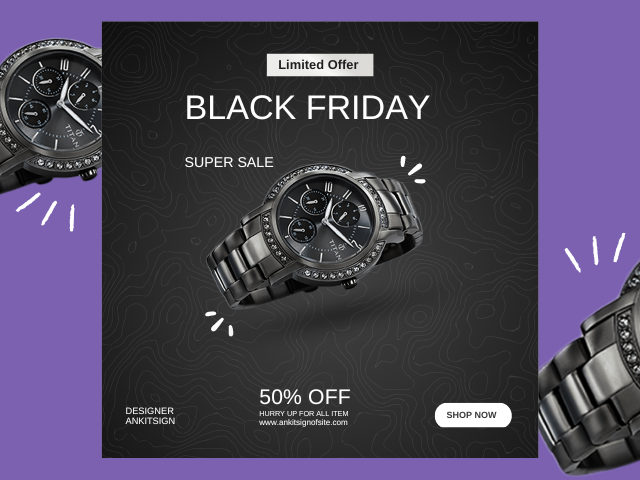 Limited Offer
BLACK FRIDAY
SUPER SALE
TITAN
TITAN
50% OFF
HURRY UP FOR ALL ITEM
www.ankitsignofsite.com
DESIGNER
ANKITSIGN
SHOP NOW